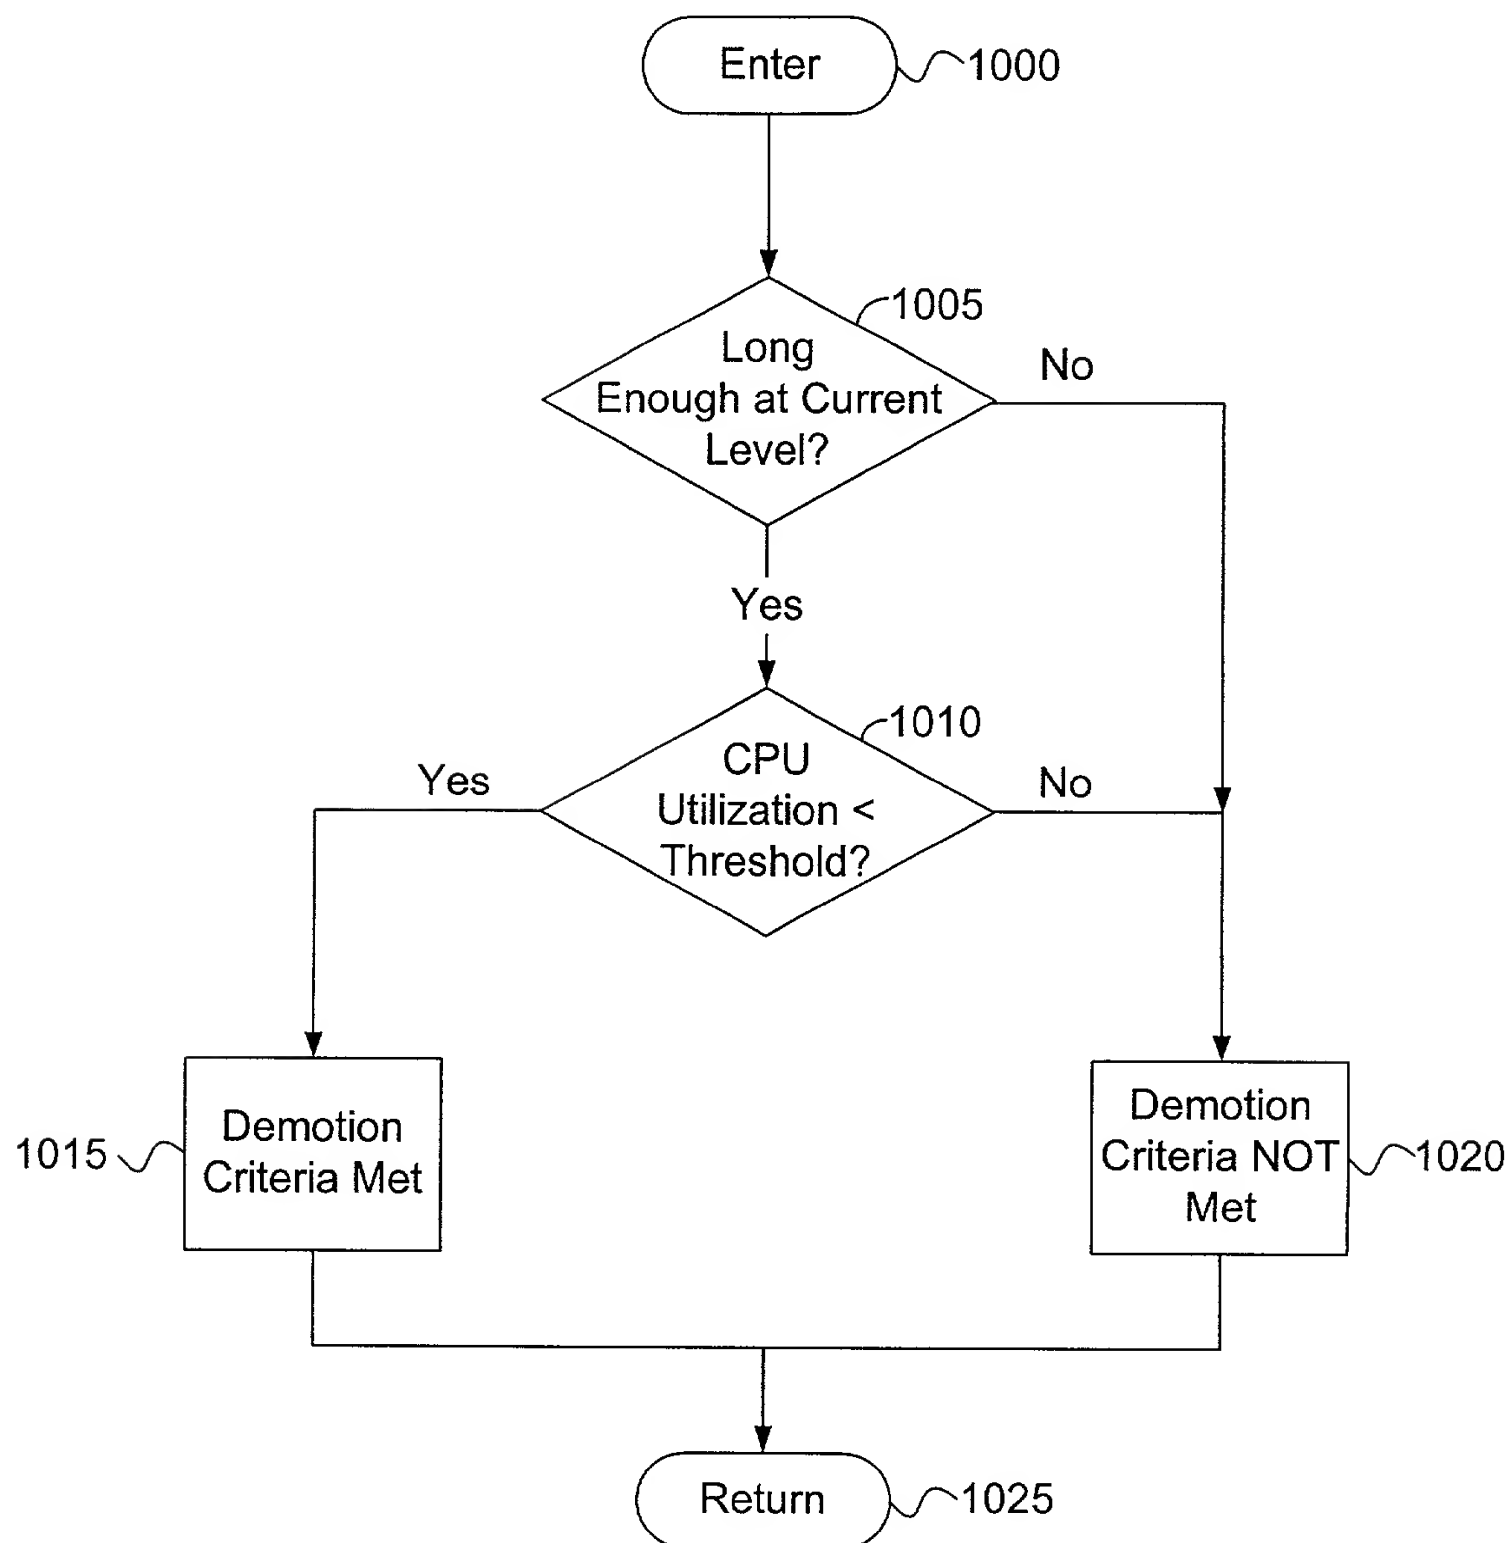 Enter
1000
1005
Long
Enough at Current
Level?
No
Yes
1010
CPU
Utilization <
Threshold?
Yes
No
Demotion
Criteria Met
1015
Demotion
Criteria NOT
Met
1020
Return
1025